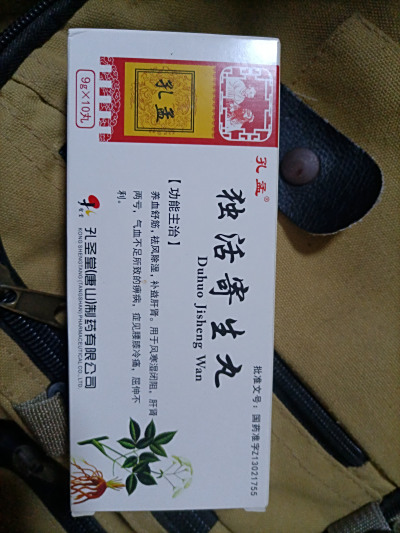 孔孟
孔孟®
独活寄生丸
Duhuo Jisheng Wan
批准文号：国药准字Z13021755
【功能主治】
养血舒筋，祛风除湿，补益肝肾。用于风寒湿闭阻，肝肾
两亏，气血不足所致的痹病，症见腰膝冷痛，屈伸不
利。
孔圣堂(唐山)制药有限公司
KONG SHENGTANG(TANGSHAN)PHARMACEUTICAL CO.,LTD.
9g×10丸